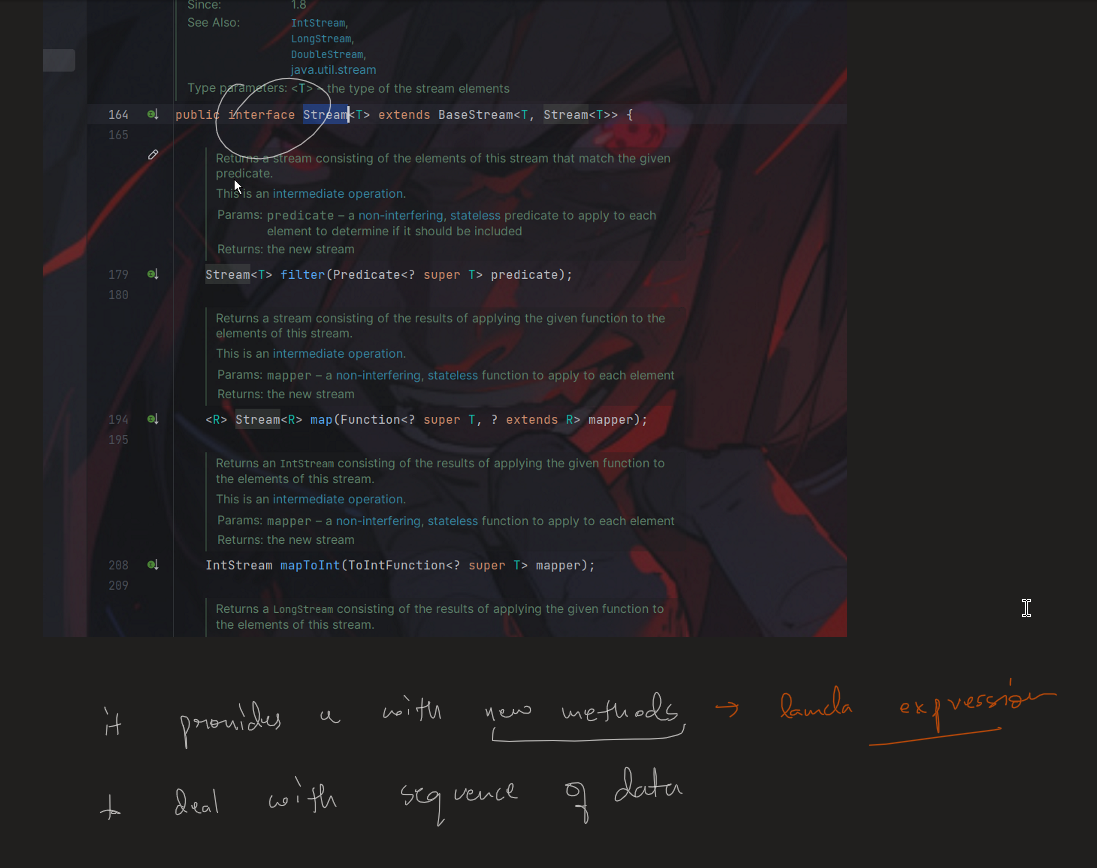 Since: 1.8
See Also: IntStream,
LongStream,
DoubleStream,
java.util.stream
Type parameters: <T> – the type of the stream elements
164 public interface Stream<T> extends BaseStream<T, Stream<T>> {
165
Returns a stream consisting of the elements of this stream that match the given
predicate.
This is an intermediate operation.
Params: predicate – a non-interfering, stateless predicate to apply to each
element to determine if it should be included
Returns: the new stream
179 Stream<T> filter(Predicate<? super T> predicate);
180
Returns a stream consisting of the results of applying the given function to the
elements of this stream.
This is an intermediate operation.
Params: mapper – a non-interfering, stateless function to apply to each element
Returns: the new stream
194 <R> Stream<R> map(Function<? super T, ? extends R> mapper);
195
Returns an IntStream consisting of the results of applying the given function to
the elements of this stream.
This is an intermediate operation.
Params: mapper – a non-interfering, stateless function to apply to each element
Returns: the new stream
208 IntStream mapToInt(ToIntFunction<? super T> mapper);
209
Returns a LongStream consisting of the results of applying the given function to
the elements of this stream.
it provides u with new methods → lamda expression
t deal with sequence of data